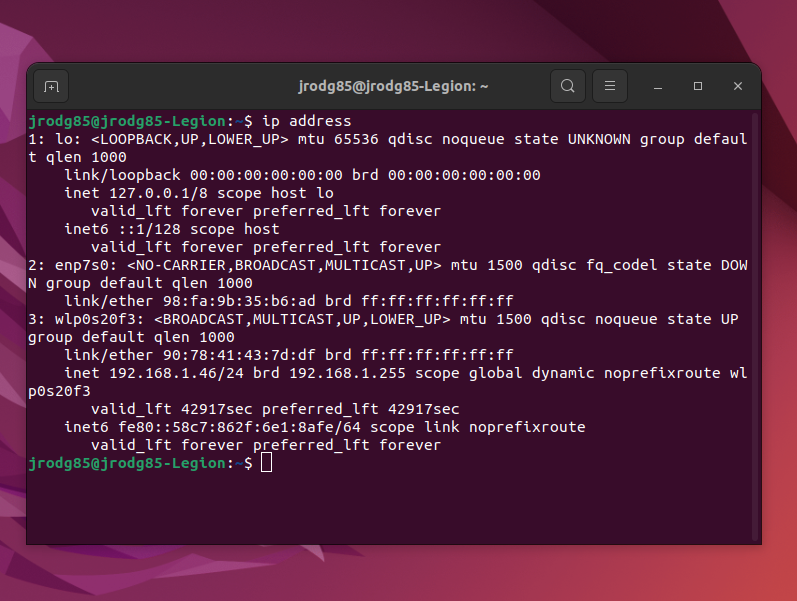 jrodg85@jrodg85-Legion: ~
jrodg85@jrodg85-Legion:~$ ip address
1: lo: <LOOPBACK,UP,LOWER_UP> mtu 65536 qdisc noqueue state UNKNOWN group defaul
t qlen 1000
    link/loopback 00:00:00:00:00:00 brd 00:00:00:00:00:00
    inet 127.0.0.1/8 scope host lo
       valid_lft forever preferred_lft forever
    inet6 ::1/128 scope host
       valid_lft forever preferred_lft forever
2: enp7s0: <NO-CARRIER,BROADCAST,MULTICAST,UP> mtu 1500 qdisc fq_codel state DOW
N group default qlen 1000
    link/ether 98:fa:9b:35:b6:ad brd ff:ff:ff:ff:ff:ff
3: wlp0s20f3: <BROADCAST,MULTICAST,UP,LOWER_UP> mtu 1500 qdisc noqueue state UP
group default qlen 1000
    link/ether 90:78:41:43:7d:df brd ff:ff:ff:ff:ff:ff
    inet 192.168.1.46/24 brd 192.168.1.255 scope global dynamic noprefixroute wl
p0s20f3
       valid_lft 42917sec preferred_lft 42917sec
    inet6 fe80::58c7:862f:6e1:8afe/64 scope link noprefixroute
       valid_lft forever preferred_lft forever
jrodg85@jrodg85-Legion:~$